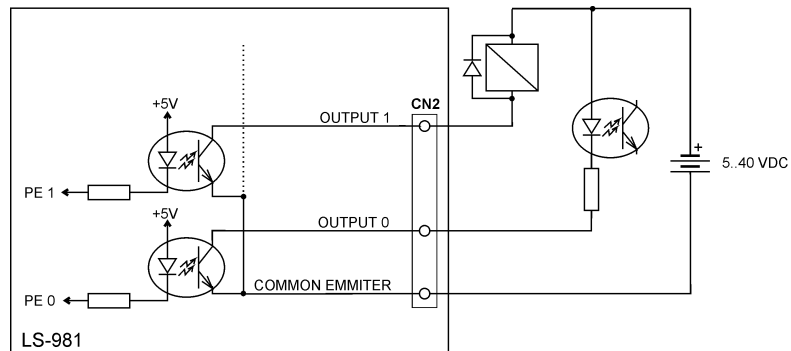 CN2
+5V
OUTPUT 1
+
5..40 VDC
PE 1
+5V
OUTPUT 0
COMMON EMMITER
PE 0
LS-981